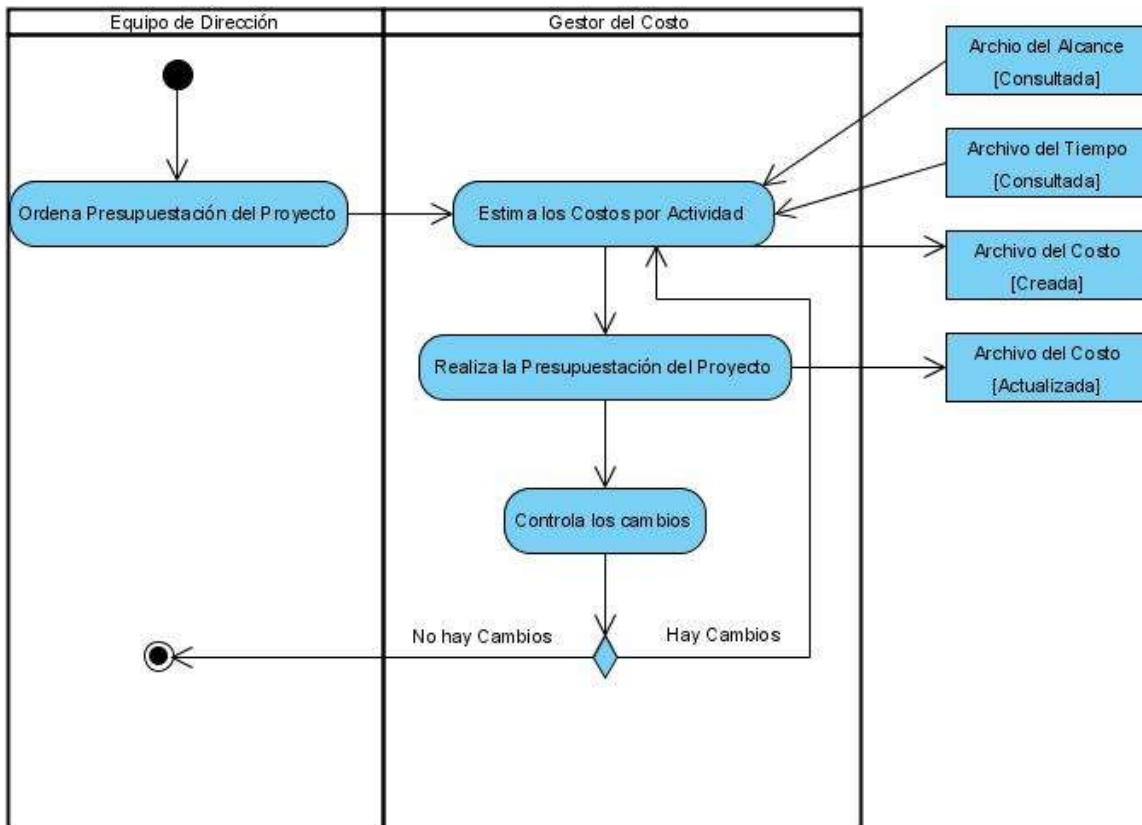 Equipo de Dirección
Gestor del Costo
Archio del Alcance
[Consultada]
Archivo del Tiempo
[Consultada]
Ordena Presupuestación del Proyecto
Estima los Costos por Actividad
Archivo del Costo
[Creada]
Realiza la Presupuestación del Proyecto
Archivo del Costo
[Actualizada]
Controla los cambios
No hay Cambios
Hay Cambios